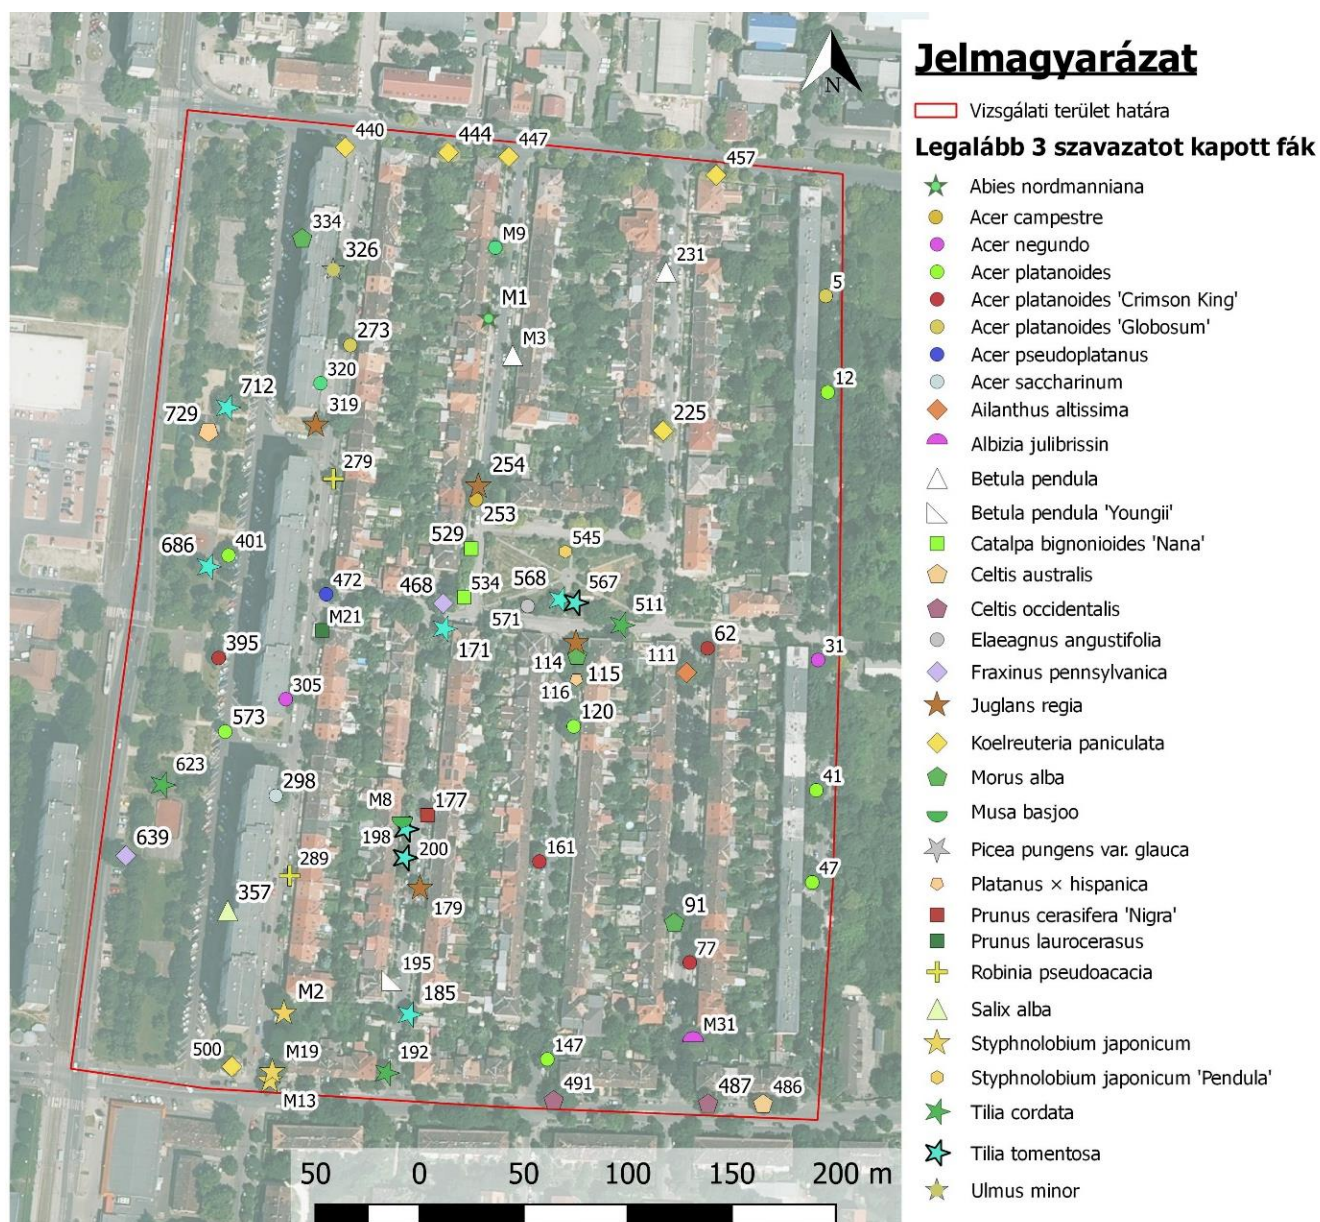 Jelmagyarázat
Vizsgálati terület határa
Legalább 3 szavazatot kapott fák
Abies nordmanniana
Acer campestre
Acer negundo
Acer platanoides
Acer platanoides 'Crimson King'
Acer platanoides 'Globosum'
Acer pseudoplatanus
Acer saccharinum
Ailanthus altissima
Albizia julibrissin
Betula pendula
Betula pendula 'Youngii'
Catalpa bignonioides 'Nana'
Celtis australis
Celtis occidentalis
Elaeagnus angustifolia
Fraxinus pennsylvanica
Juglans regia
Koelreuteria paniculata
Morus alba
Musa basjoo
Picea pungens var. glauca
Platanus × hispanica
Prunus cerasifera 'Nigra'
Prunus laurocerasus
Robinia pseudoacacia
Salix alba
Styphnolobium japonicum
Styphnolobium japonicum 'Pendula'
Tilia cordata
Tilia tomentosa
Ulmus minor
N
440
444
447
457
334
M9
326
231
5
M1
273
M3
12
320
712
729
319
225
279
254
253
529
545
401
686
472
468
534
568
567
571
511
M21
171
62
395
114
115
111
31
116
305
573
120
623
298
41
M8
177
639
198
200
161
289
47
357
179
91
77
195
M2
185
M31
500
M19
192
147
M13
491
487
486
50 0 50 100 150 200 m